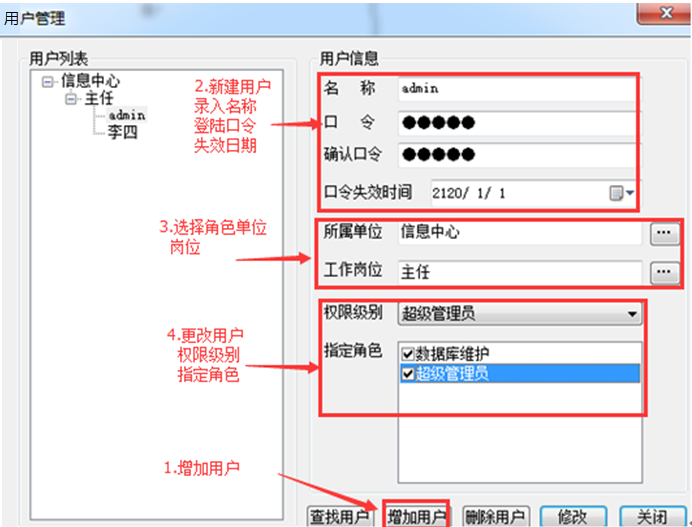 用户管理
用户列表
信息中心
主任
admin
李四
2.新建用户
录入名称
登陆口令
失效日期
3.选择角色单位
岗位
4.更改用户
权限级别
指定角色
1.增加用户
用户信息
名 称 admin
口 令 ●●●●●
确认口令 ●●●●●
口令失效时间 2120/ 1/ 1
所属单位 信息中心 ...
工作岗位 主任 ...
权限级别 超级管理员
指定角色 数据库维护
超级管理员
查找用户 增加用户 删除用户 修改 关闭